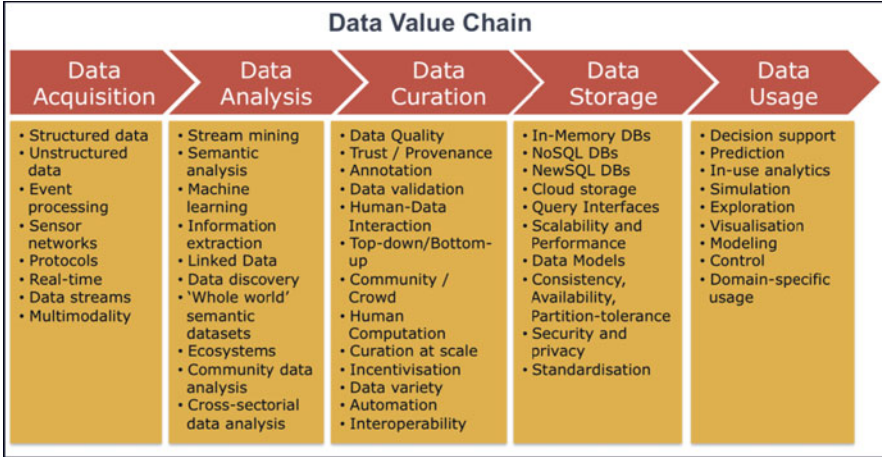 Data Value Chain
Data
Acquisition
Data
Analysis
Data
Curation
Data
Storage
Data
Usage
• Structured data
• Unstructured
data
• Event
processing
• Sensor
networks
• Protocols
• Real-time
• Data streams
• Multimodality
• Stream mining
• Semantic
analysis
• Machine
learning
• Information
extraction
• Linked Data
• Data discovery
• ‘Whole world’
semantic
datasets
• Ecosystems
• Community data
analysis
• Cross-sectorial
data analysis
• Data Quality
• Trust / Provenance
• Annotation
• Data validation
• Human-Data
Interaction
• Top-down/Bottom-
up
• Community /
Crowd
• Human
Computation
• Curation at scale
• Incentivisation
• Data variety
• Automation
• Interoperability
• In-Memory DBs
• NoSQL DBs
• NewSQL DBs
• Cloud storage
• Query Interfaces
• Scalability and
Performance
• Data Models
• Consistency,
Availability,
Partition-tolerance
• Security and
privacy
• Standardisation
• Decision support
• Prediction
• In-use analytics
• Simulation
• Exploration
• Visualisation
• Modeling
• Control
• Domain-specific
usage